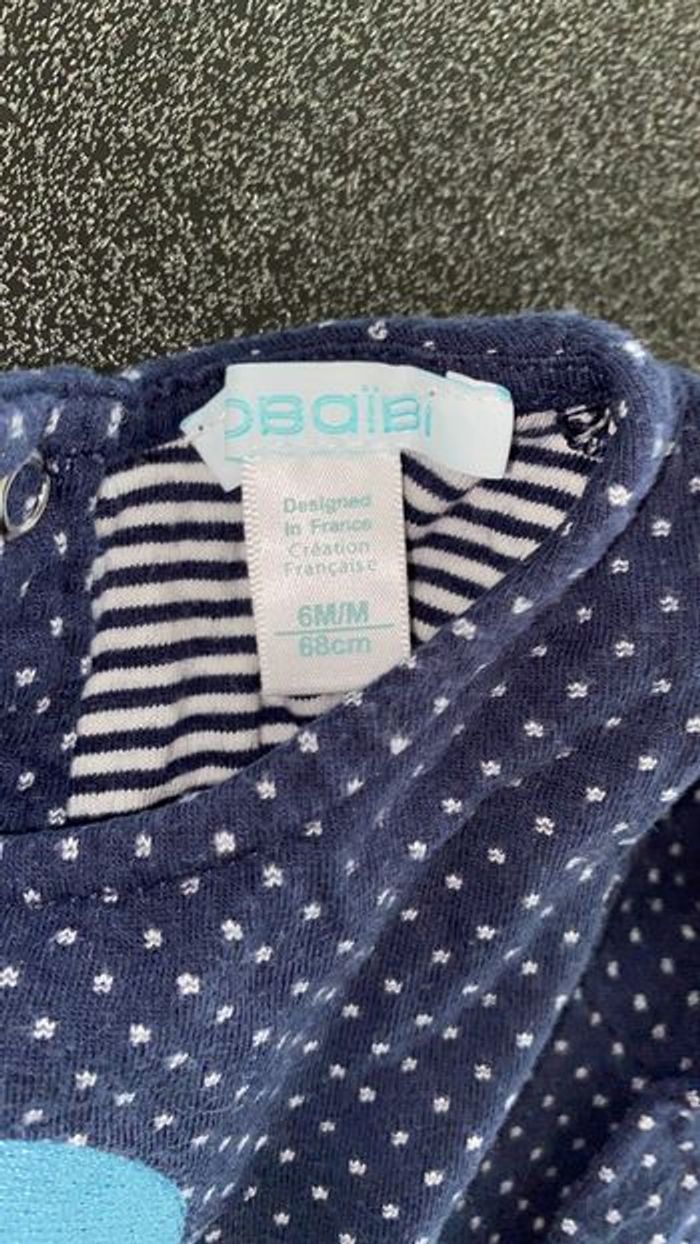 OBaïBi
Designed
in France
Création
Française
6M/M
68cm